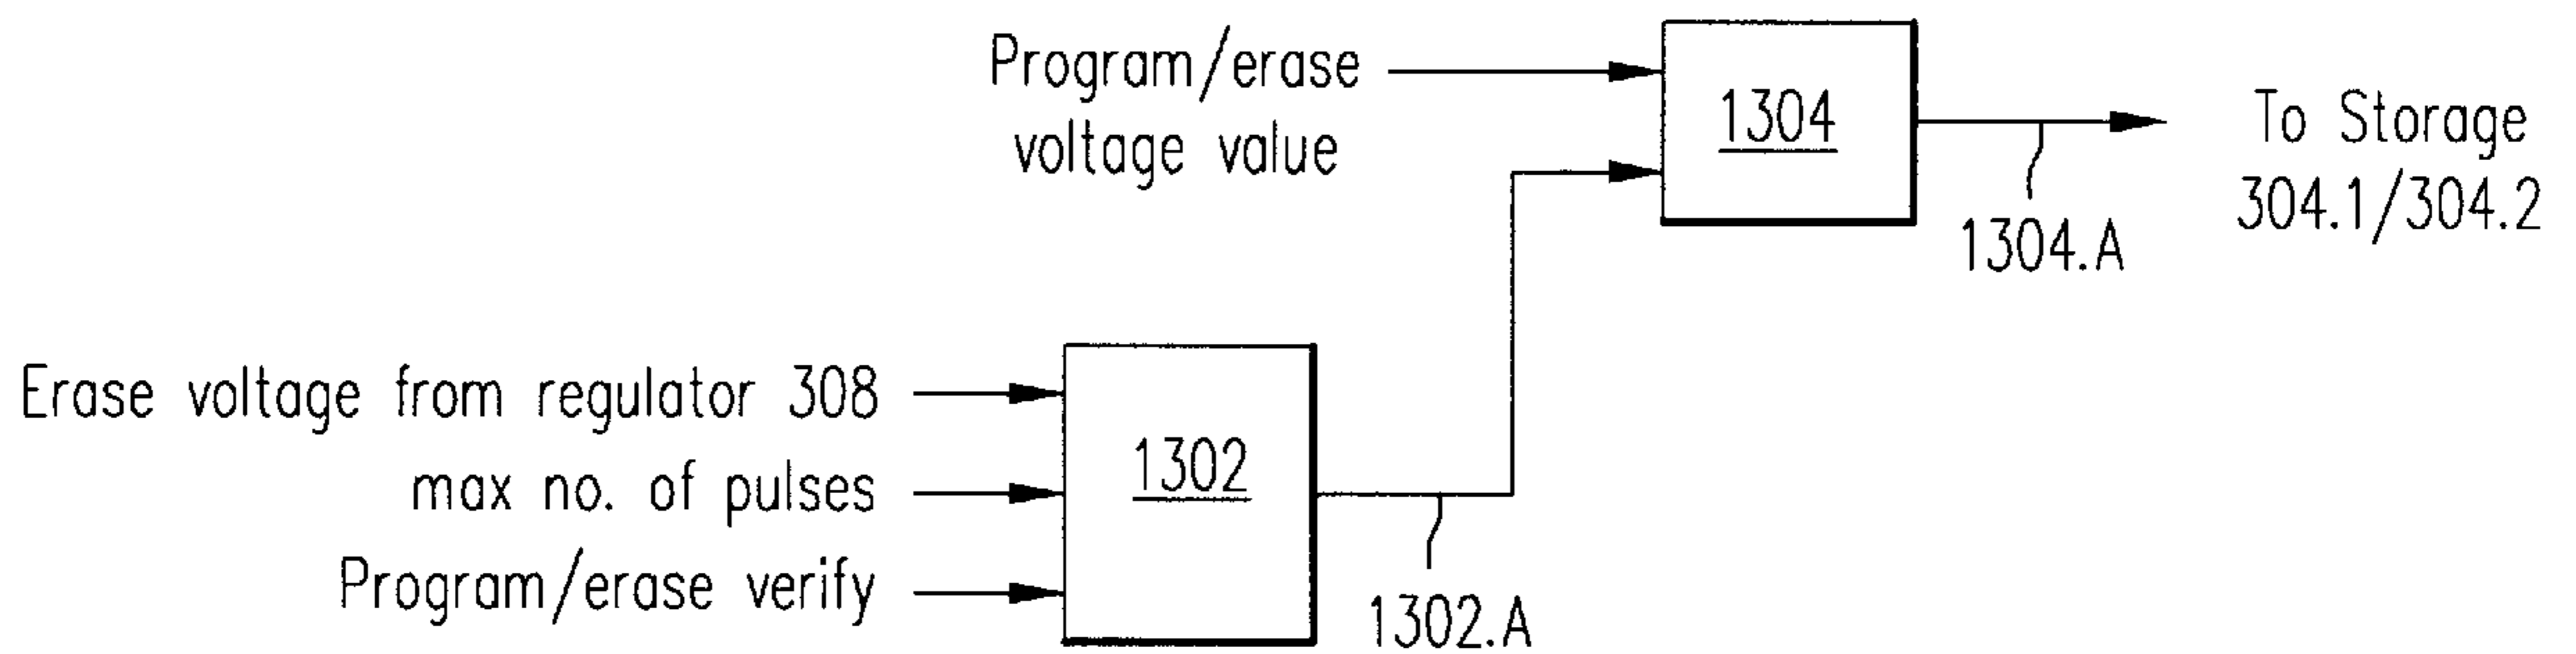 Program/erase
voltage value
1304
To Storage
304.1/304.2
1304.A
Erase voltage from regulator 308
max no. of pulses
Program/erase verify
1302
1302.A